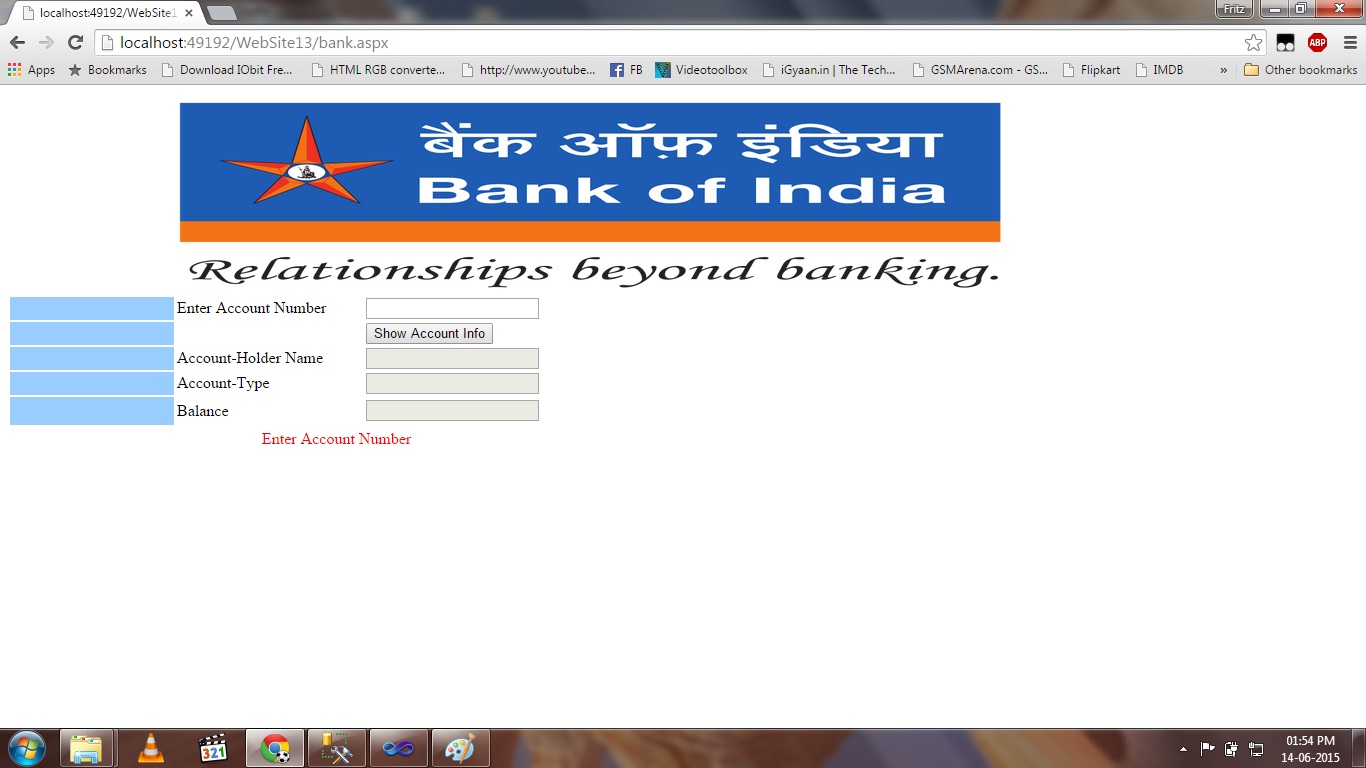 localhost:49192/WebSite1
Fritz
localhost:49192/WebSite13/bank.aspx
ABP
Apps Bookmarks Download IObit Fre... HTML RGB converte... http://www.youtube... FB Videotoolbox iGyaan.in | The Tech... GSMArena.com - GS... Flipkart IMDB » Other bookmarks
बैंक ऑफ़ इंडिया
Bank of India
Relationships beyond banking.
Enter Account Number
Show Account Info
Account-Holder Name
Account-Type
Balance
Enter Account Number
321
01:54 PM
14-06-2015